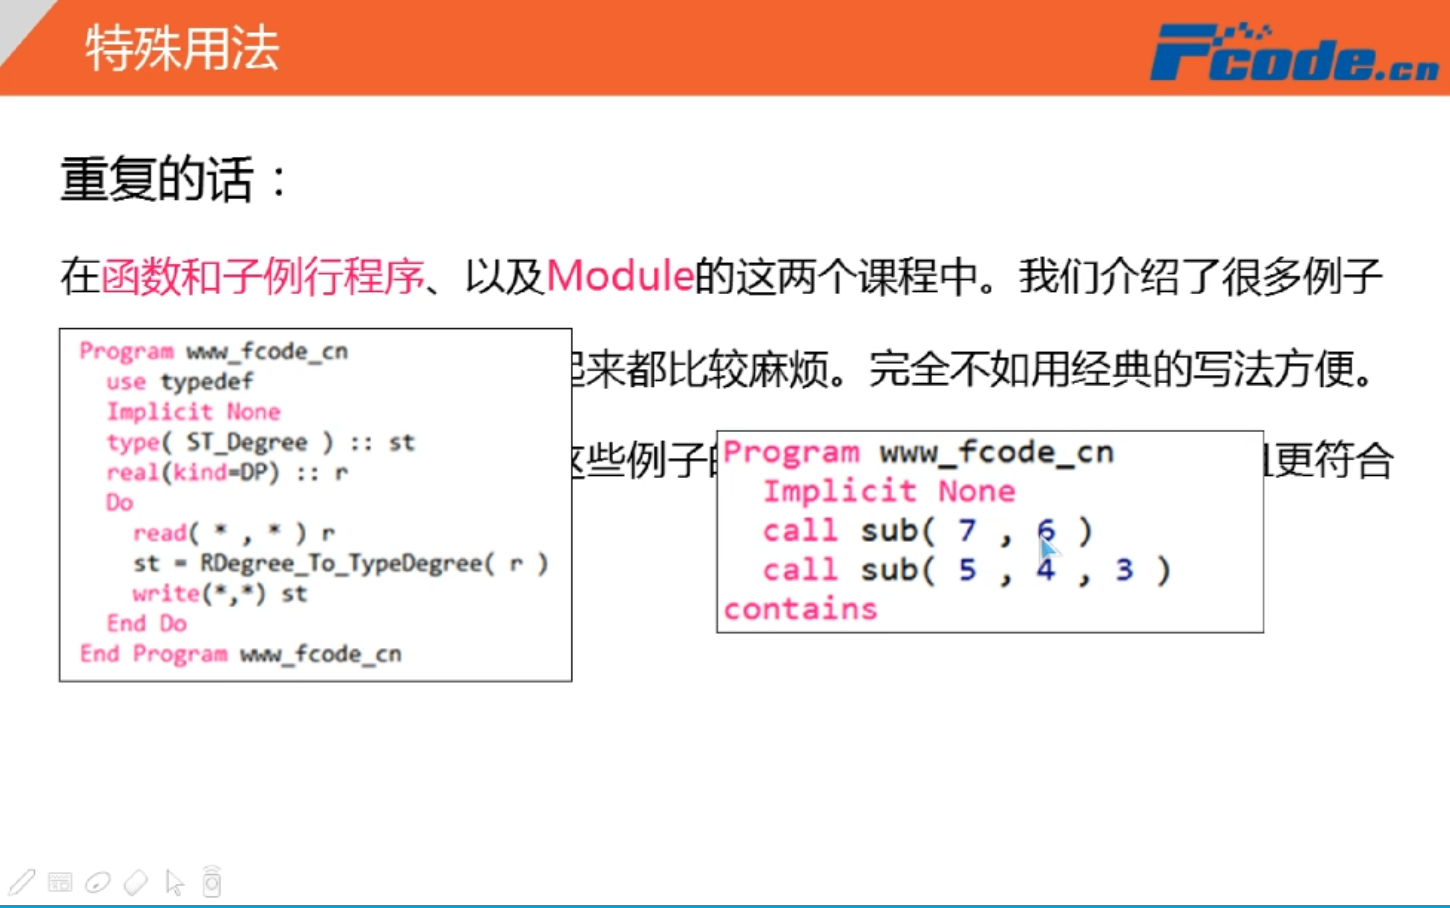 特殊用法
Fcode.cn
重复的话：
在函数和子例行程序、以及Module的这两个课程中。我们介绍了很多例子
来都比较麻烦。完全不如用经典的写法方便。
些例子
更符合
Program www_fcode_cn
use typedef
Implicit None
type( ST_Degree ) :: st
real(kind=DP) :: r
Do
read( * , * ) r
st = RDegree_To_TypeDegree( r )
write(*,*) st
End Do
End Program www_fcode_cn
Program www_fcode_cn
Implicit None
call sub( 7 , 6 )
call sub( 5 , 4 , 3 )
contains